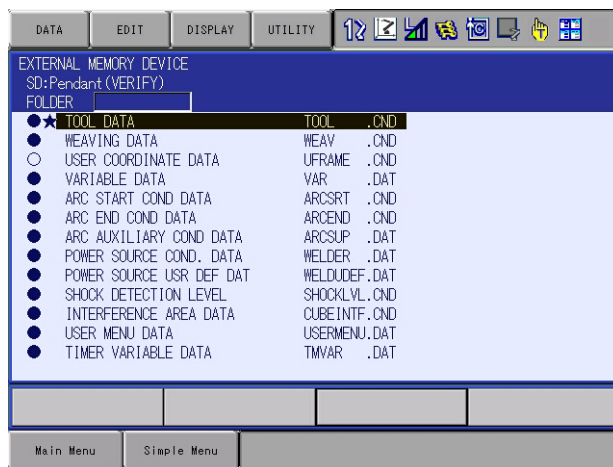 DATA EDIT DISPLAY UTILITY
EXTERNAL MEMORY DEVICE
SD:Pendant(VERIFY)
FOLDER
●★ TOOL DATA TOOL .CND
● WEAVING DATA WEAV .CND
○ USER COORDINATE DATA UFRAME .CND
● VARIABLE DATA VAR .DAT
● ARC START COND DATA ARCSRT .CND
● ARC END COND DATA ARCEND .CND
● ARC AUXILIARY COND DATA ARCSUP .DAT
● POWER SOURCE COND. DATA WELDER .DAT
● POWER SOURCE USR DEF DAT WELDUDEF.DAT
● SHOCK DETECTION LEVEL SHOCKLVL.CND
● INTERFERENCE AREA DATA CUBEINTF.CND
● USER MENU DATA USERMENU.DAT
● TIMER VARIABLE DATA TMVAR .DAT
Main Menu Simple Menu